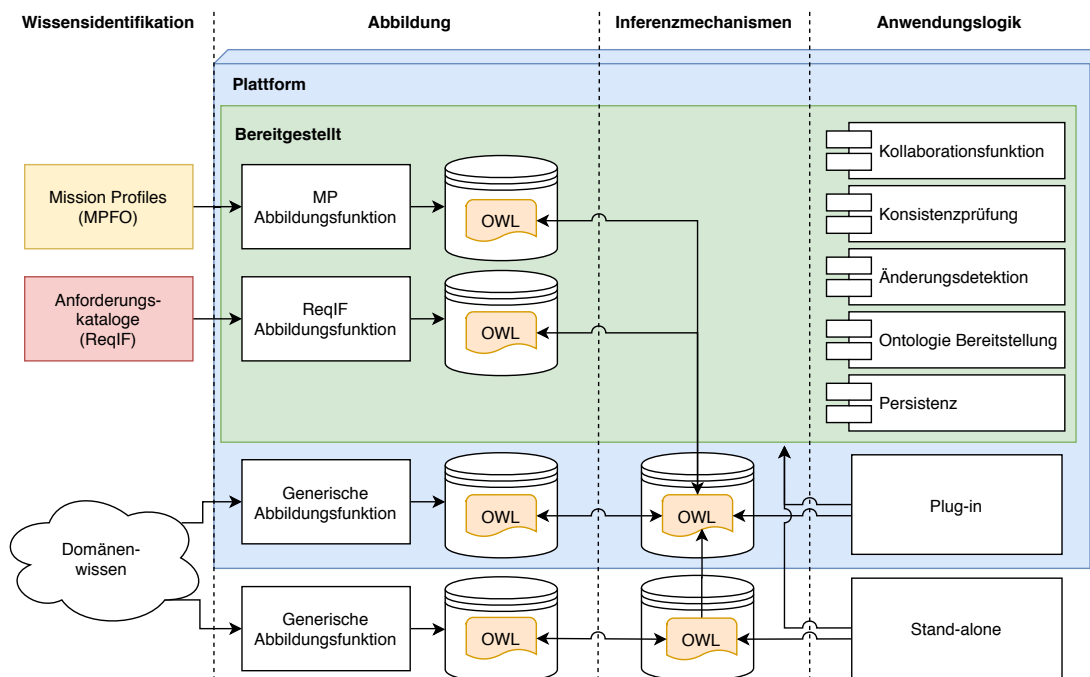 Wissensidentifikation
Abbildung
Inferenzmechanismen
Anwendungslogik
Plattform
Bereitgestellt
Mission Profiles
(MPFO)
MP
Abbildungsfunktion
OWL
Kollaborationsfunktion
Konsistenzprüfung
Anforderungs-
kataloge
(ReqIF)
ReqIF
Abbildungsfunktion
OWL
Änderungsdetektion
Ontologie Bereitstellung
Persistenz
Domänen-
wissen
Generische
Abbildungsfunktion
OWL
OWL
Plug-in
Generische
Abbildungsfunktion
OWL
OWL
Stand-alone